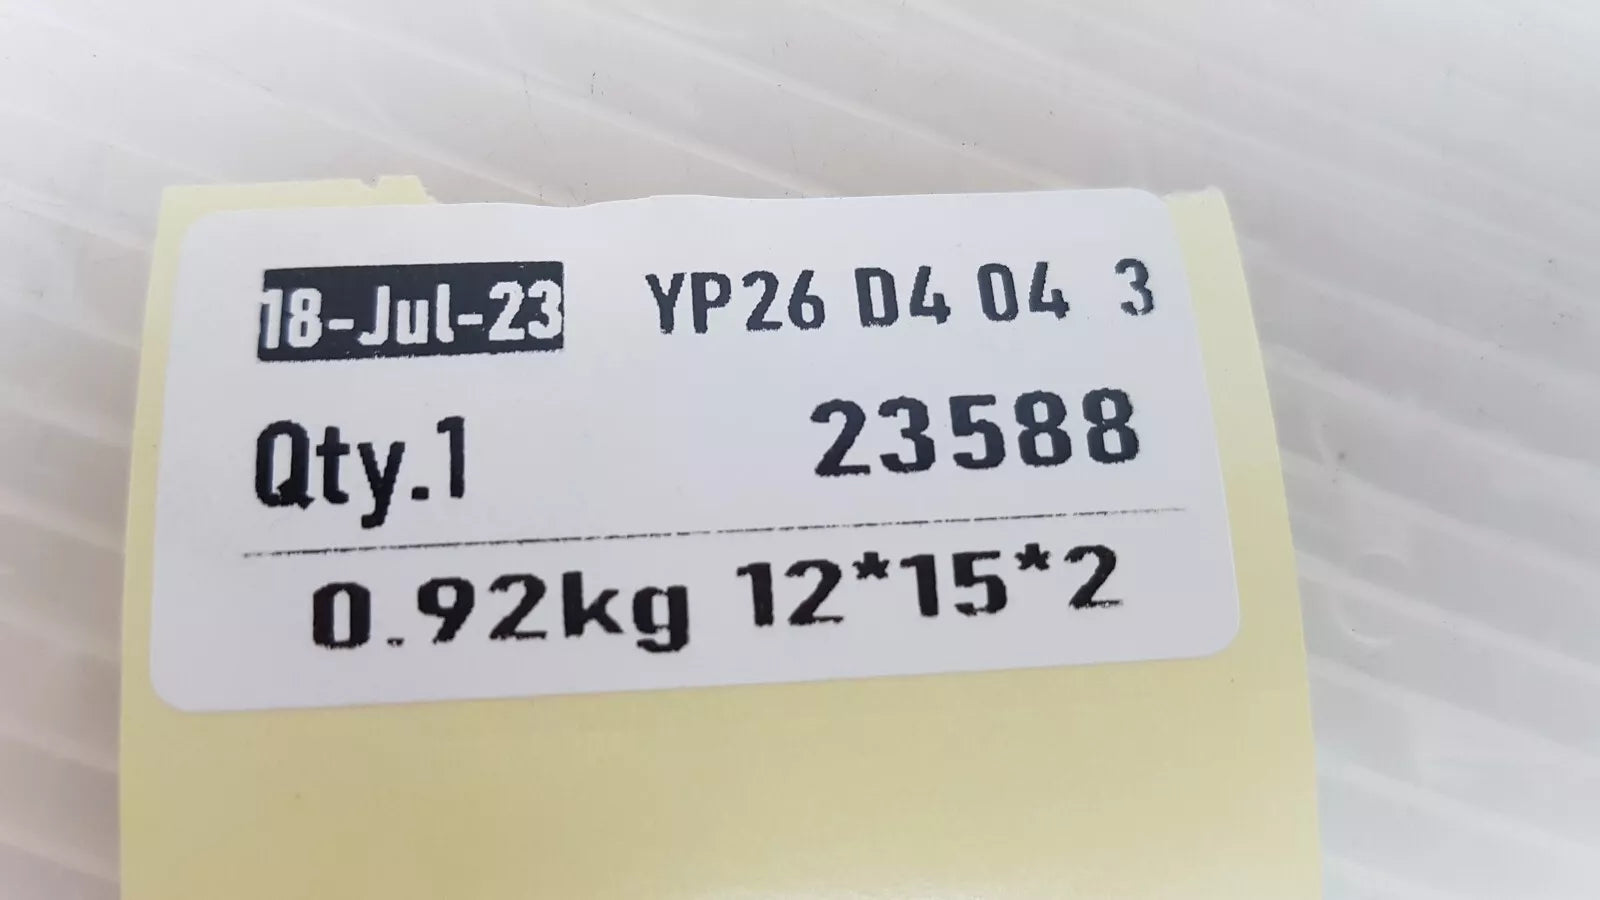 18-Jul-23 YP26 D4 04 3
Qty.1 23588
0.92kg 12*15*2